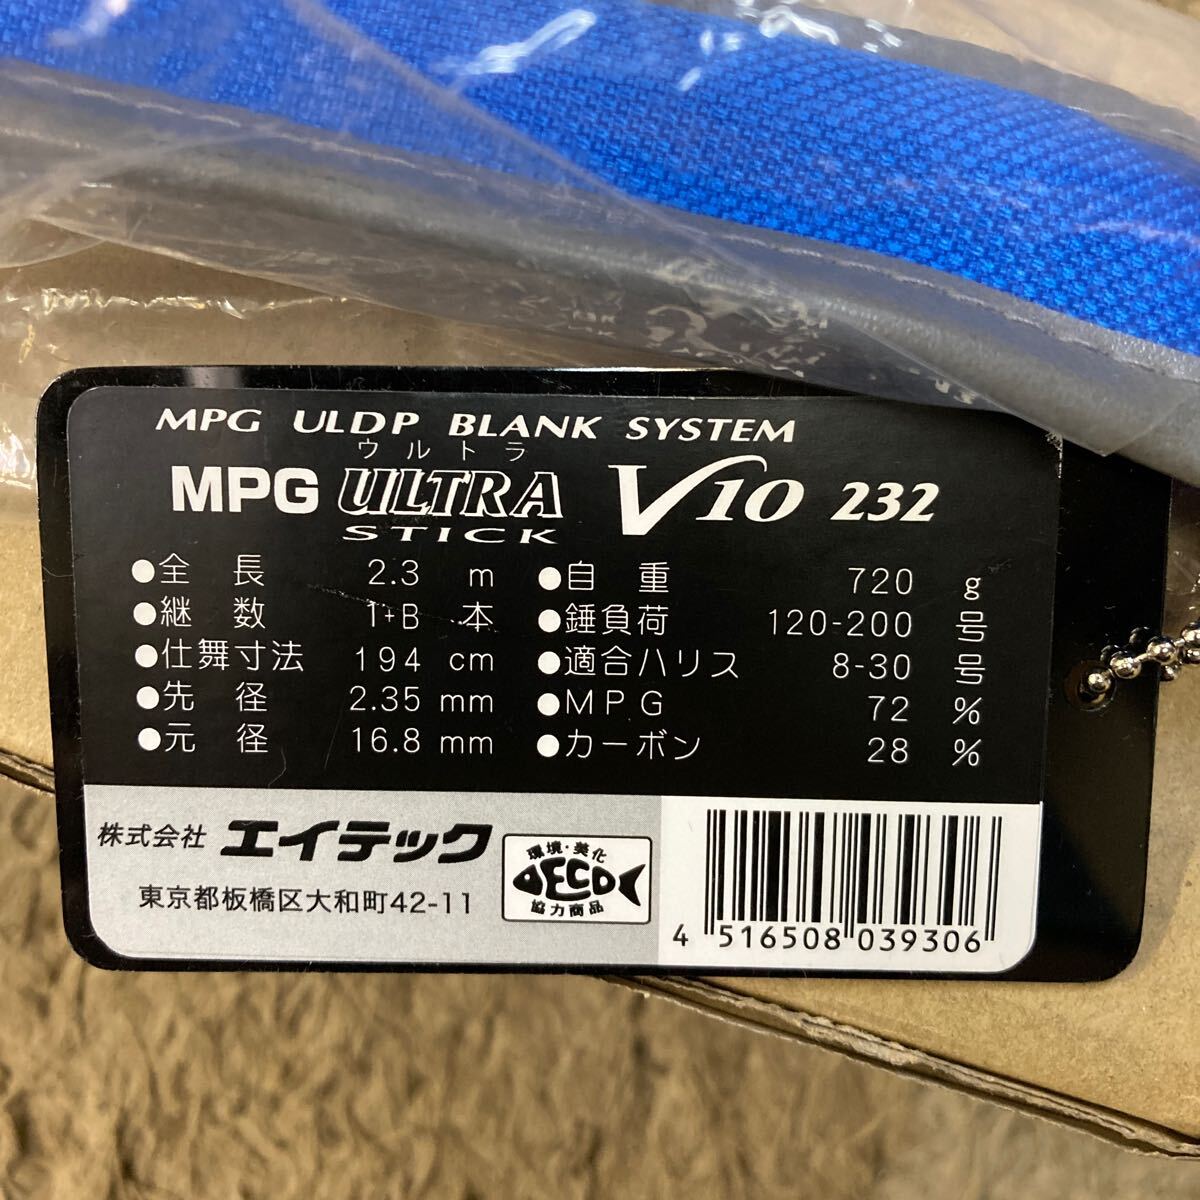 MPG ULDP BLANK SYSTEM
ウルトラ
MPG ULTRA V10 232
STICK
●全長 2.3 m
●継数 1+B 本
●仕舞寸法 194 cm
●先径 2.35 mm
●元径 16.8 mm
●自重 720 g
●錘負荷 120-200 号
●適合ハリス 8-30 号
●MPG 72 %
●カーボン 28 %
株式会社 エイテック
東京都板橋区大和町42-11
環境・美化
DECO
協力商品
4 516508 039306